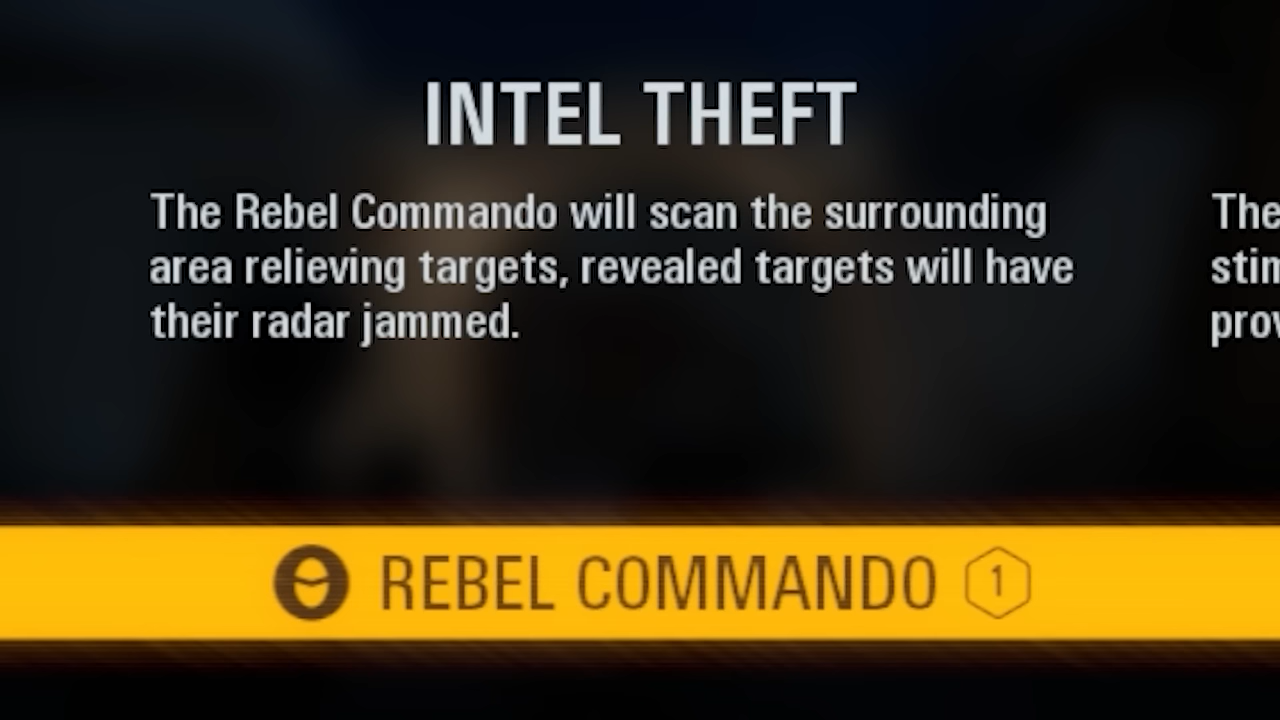 INTEL THEFT
The Rebel Commando will scan the surrounding
area relieving targets, revealed targets will have
their radar jammed.
The
REBEL COMMANDO 1